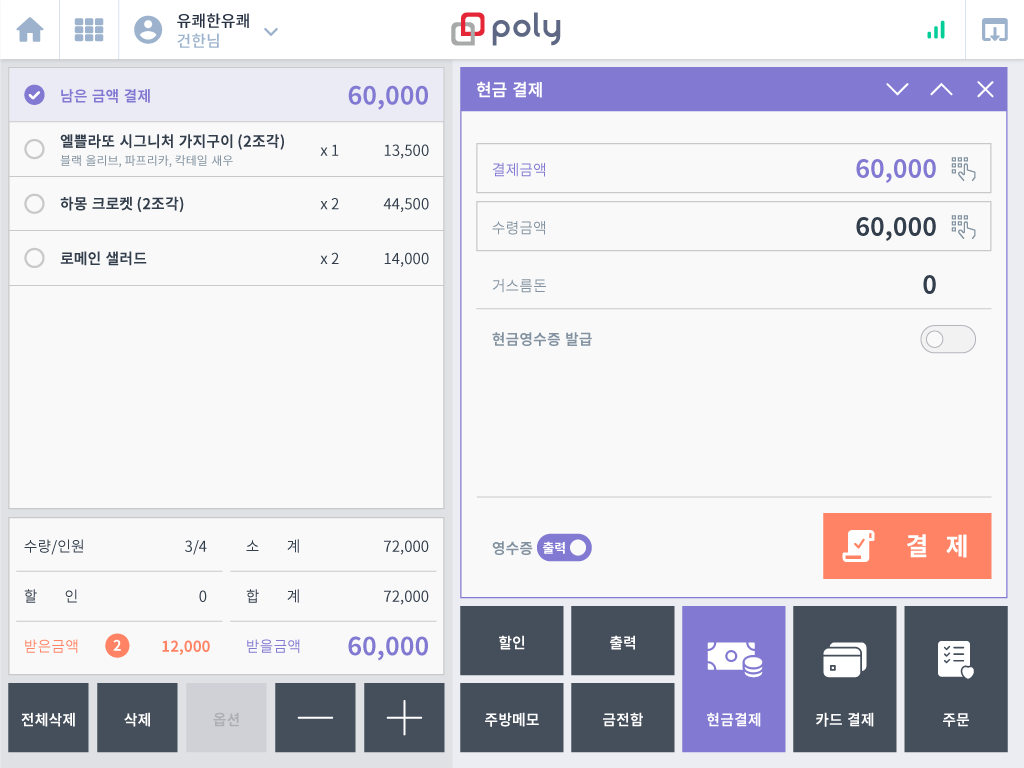 유쾌한유쾌
건한님
poly
남은 금액 결제 60,000
엘쁠라또 시그니처 가지구이 (2조각) x 1 13,500
블랙 올리브, 파프리카, 칵테일 새우
하몽 크로켓 (2조각) x 2 44,500
로메인 샐러드 x 2 14,000
수량/인원 3/4 소 계 72,000
할 인 0 합 계 72,000
받은금액 2 12,000 받을금액 60,000
전체삭제 삭제 옵션
현금 결제
결제금액 60,000
수령금액 60,000
거스름돈 0
현금영수증 발급
영수증 출력 결 제
할인 출력
주방메모 금전함 현금결제 카드 결제 주문